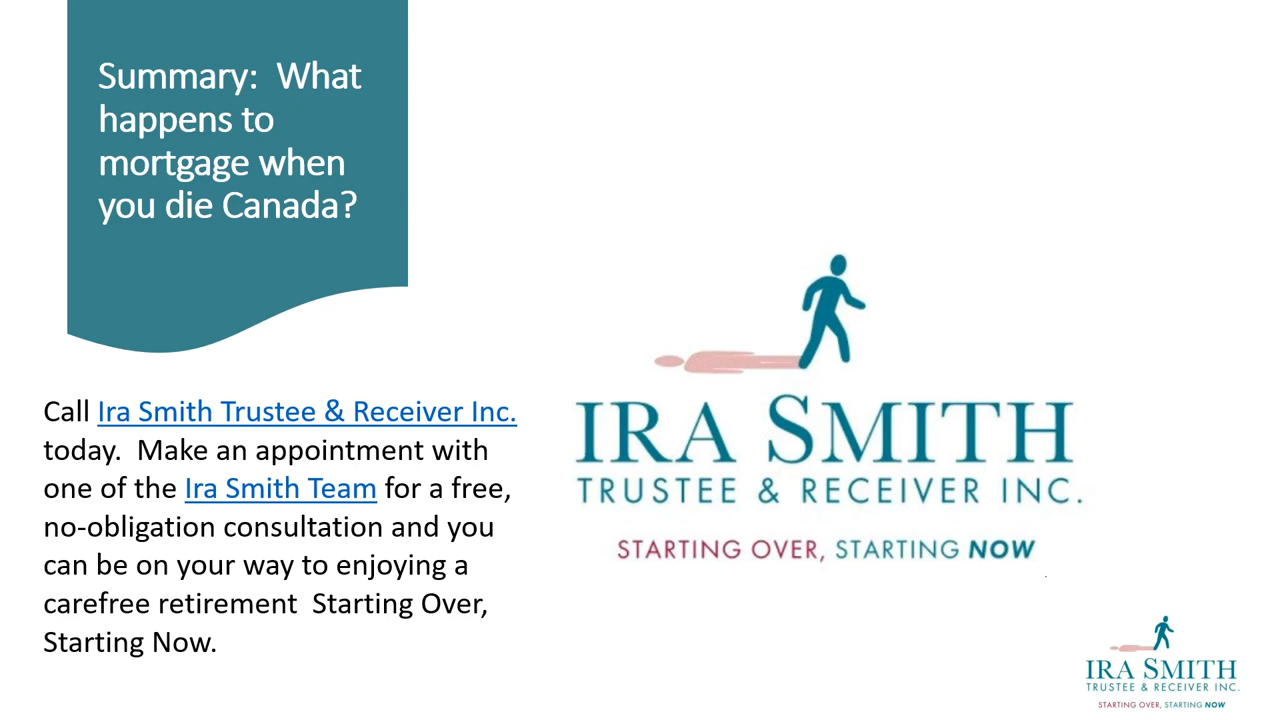 Summary:  What
happens to
mortgage when
you die Canada?
Call Ira Smith Trustee & Receiver Inc.
today.  Make an appointment with
one of the Ira Smith Team for a free,
no-obligation consultation and you
can be on your way to enjoying a
carefree retirement  Starting Over,
Starting Now.
IRA SMITH
TRUSTEE & RECEIVER INC.
STARTING OVER, STARTING NOW
IRA SMITH
TRUSTEE & RECEIVER INC.
STARTING OVER, STARTING NOW